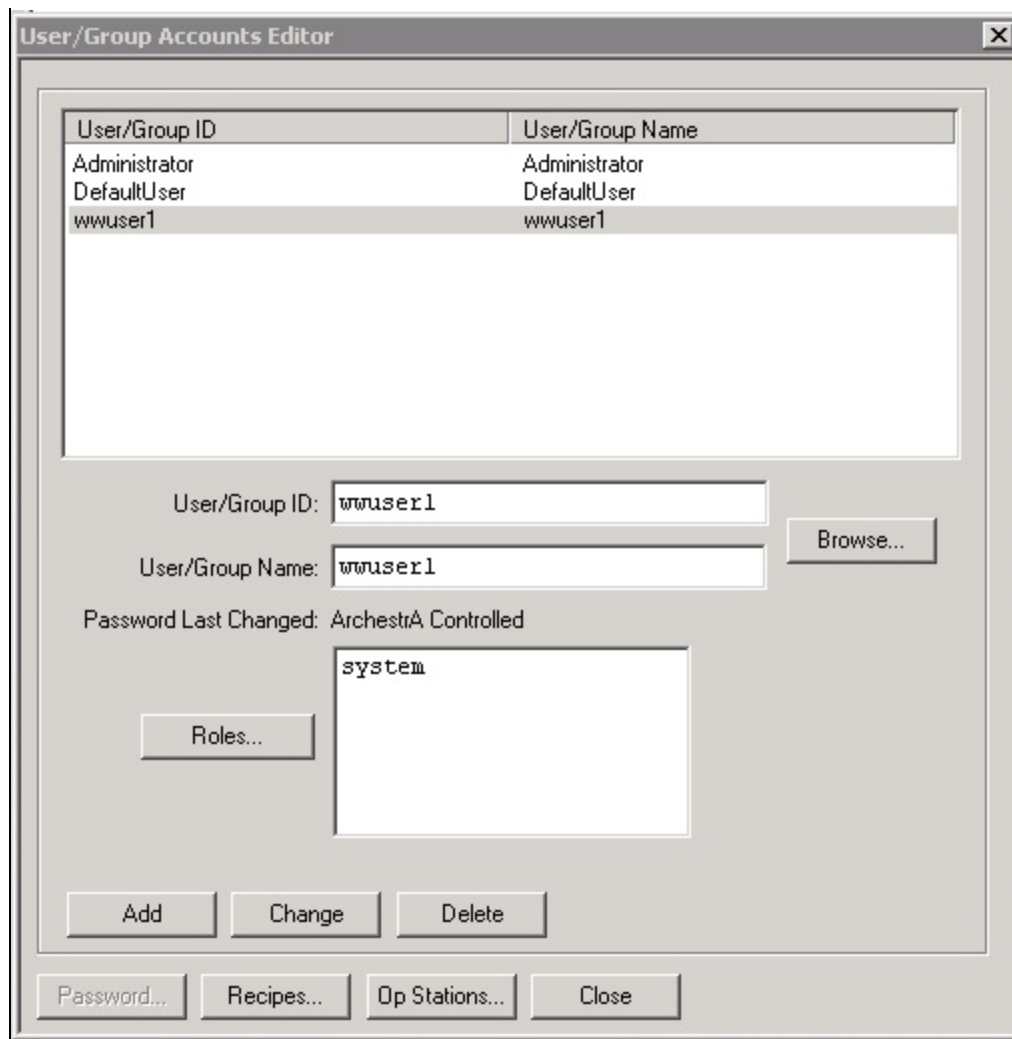 User/Group Accounts Editor
User/Group ID User/Group Name
Administrator Administrator
DefaultUser DefaultUser
wwuser1 wwuser1
User/Group ID: wwuser1
Browse...
User/Group Name: wwuser1
Password Last Changed: ArchestrA Controlled
system
Roles...
Add Change Delete
Password... Recipes... Op Stations... Close